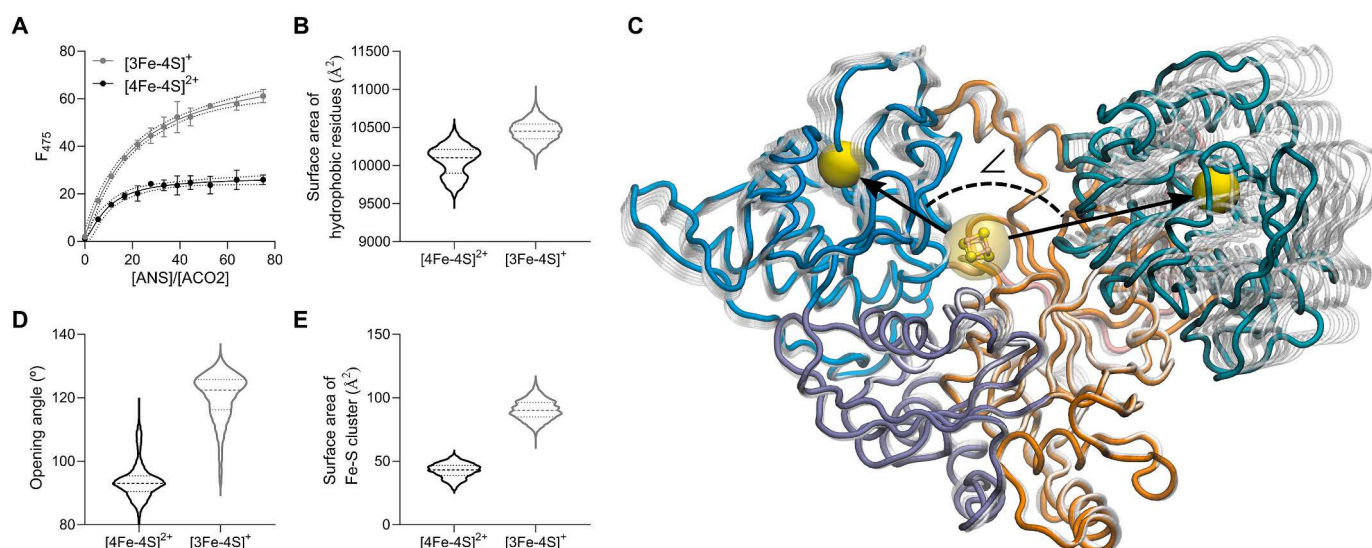 A
80
60
40
20
0
F₄₇₅
[3Fe-4S]⁺
[4Fe-4S]²⁺
0 20 40 60 80
[ANS]/[ACO2]
B
11500
11000
10500
10000
9500
9000
Surface area of
hydrophobic residues (Å²)
[4Fe-4S]²⁺ [3Fe-4S]⁺
C
∠
D
140
120
100
80
Opening angle (º)
[4Fe-4S]²⁺ [3Fe-4S]⁺
E
150
100
50
0
Surface area of
Fe-S cluster (Å²)
[4Fe-4S]²⁺ [3Fe-4S]⁺